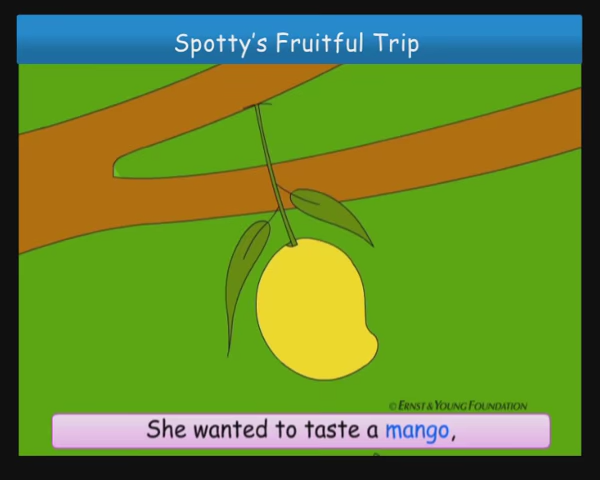 Spotty's Fruitful Trip
© ERNST & YOUNG FOUNDATION
She wanted to taste a mango,